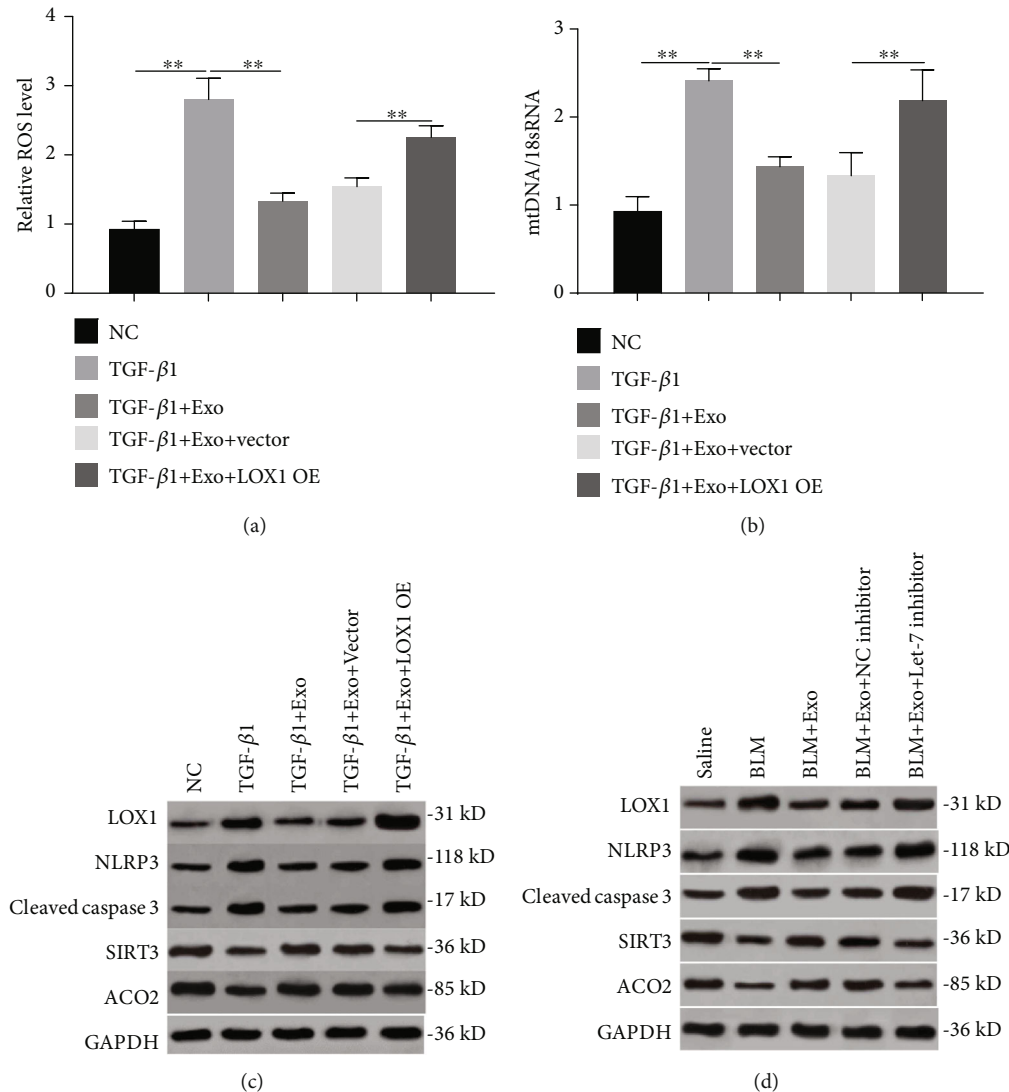 4
3
2
1
0
Relative ROS level
** **
**
NC
TGF-β1
TGF-β1+Exo
TGF-β1+Exo+vector
TGF-β1+Exo+LOX1 OE
(a)
3
2
1
0
mtDNA/18sRNA
** ** **
NC
TGF-β1
TGF-β1+Exo
TGF-β1+Exo+vector
TGF-β1+Exo+LOX1 OE
(b)
NC
TGF-β1
TGF-β1+Exo
TGF-β1+Exo+Vector
TGF-β1+Exo+LOX1 OE
LOX1 -31 kD
NLRP3 -118 kD
Cleaved caspase 3 -17 kD
SIRT3 -36 kD
ACO2 -85 kD
GAPDH -36 kD
(c)
Saline
BLM
BLM+Exo
BLM+Exo+NC inhibitor
BLM+Exo+Let-7 inhibitor
LOX1 -31 kD
NLRP3 -118 kD
Cleaved caspase 3 -17 kD
SIRT3 -36 kD
ACO2 -85 kD
GAPDH -36 kD
(d)